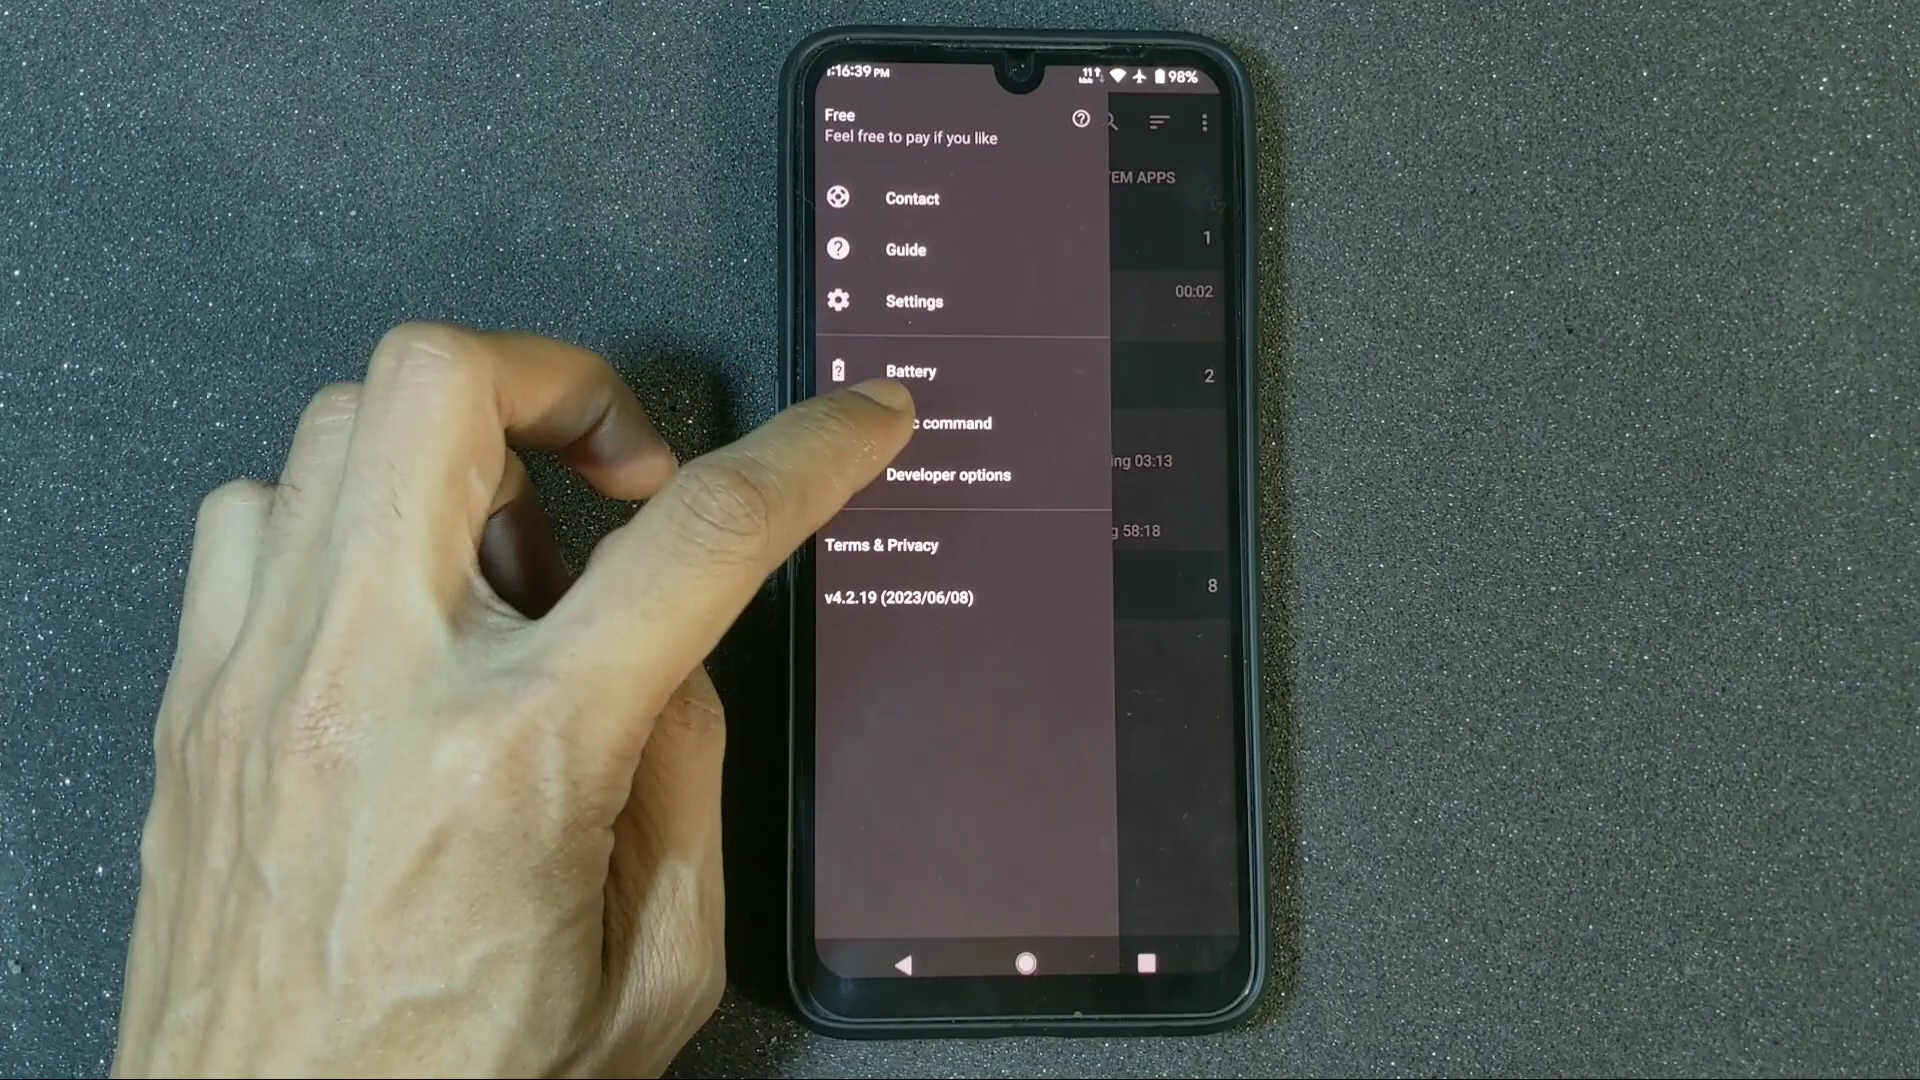 :16:39 PM
98%
Free
Feel free to pay if you like
Contact
EM APPS
1
Guide
00:02
Settings
Battery
2
c command
ing 03:13
Developer options
g 58:18
Terms & Privacy
8
v4.2.19 (2023/06/08)